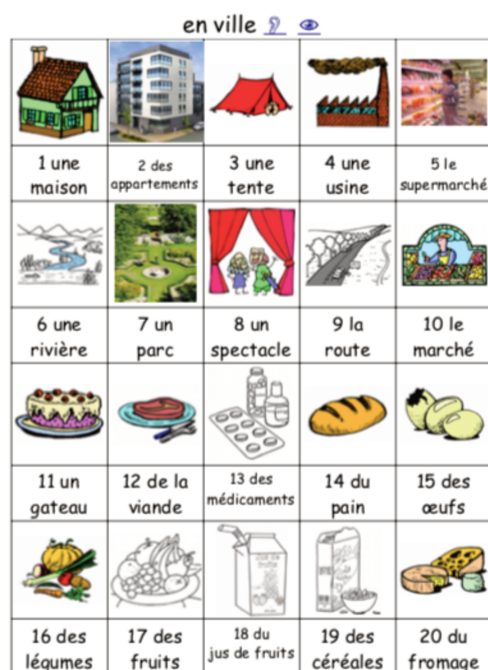 en ville
1 une
maison
2 des
appartements
3 une
tente
4 une
usine
5 le
supermarché
6 une
rivière
7 un
parc
8 un
spectacle
9 la
route
10 le
marché
11 un
gateau
12 de la
viande
13 des
médicaments
14 du
pain
15 des
œufs
16 des
légumes
17 des
fruits
18 du
jus de fruits
19 des
céréales
20 du
fromage